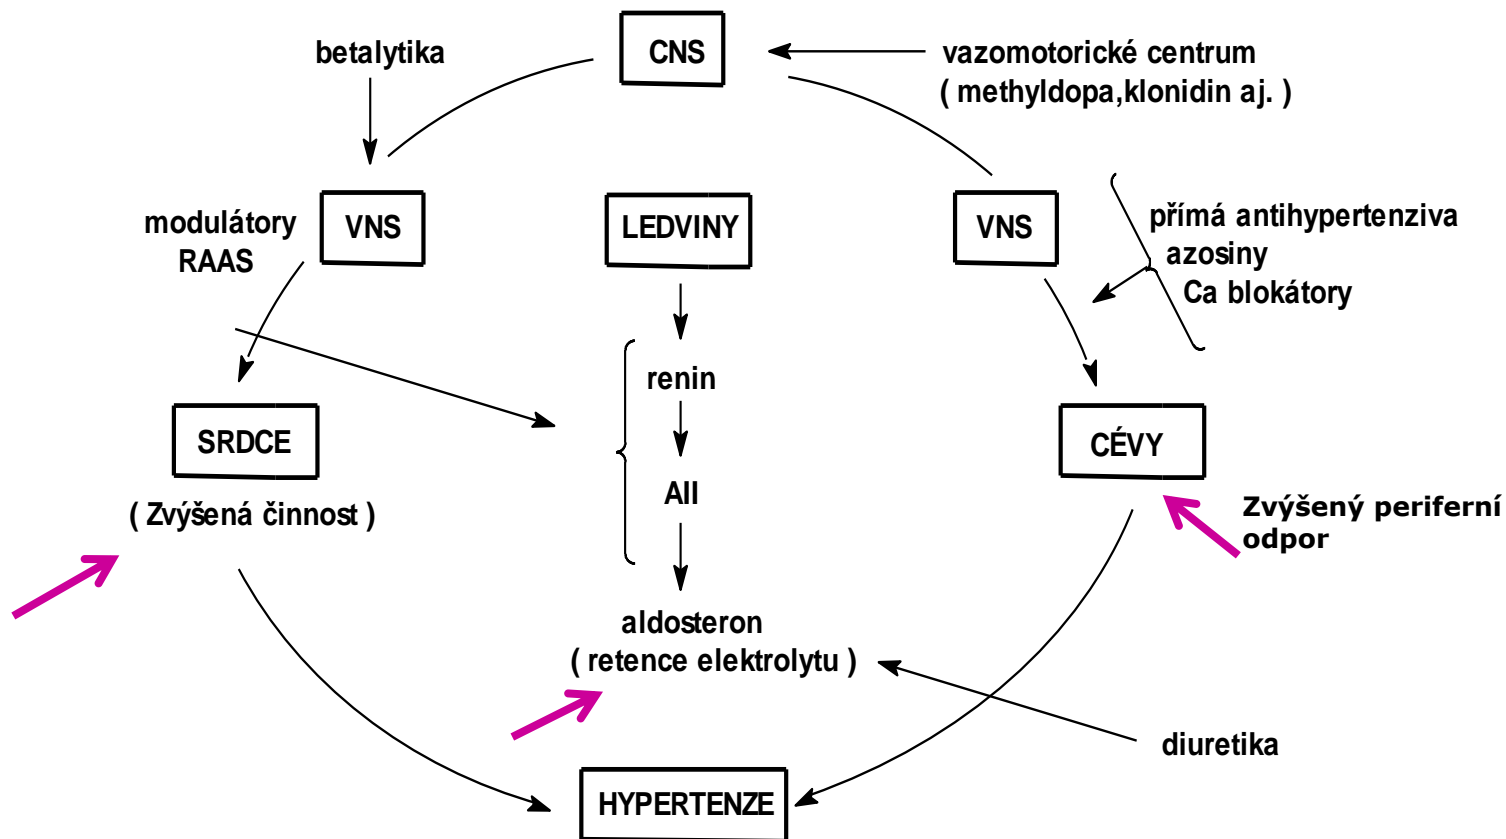 betalytika
CNS
vazomotorické centrum
( methyldopa,klonidin aj. )
modulátory
RAAS
VNS
LEDVINY
VNS
přímá antihypertenziva
azosiny
Ca blokátory
renin
SRDCE
CÉVY
( Zvýšená činnost )
AII
Zvýšený periferní
odpor
aldosteron
( retence elektrolytu )
diuretika
HYPERTENZE